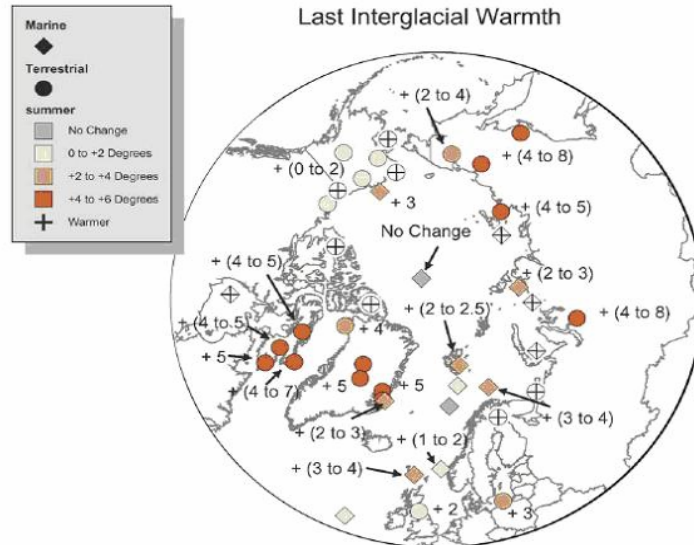 Last Interglacial Warmth
Marine
Terrestrial
summer
No Change
0 to +2 Degrees
+2 to +4 Degrees
+4 to +6 Degrees
Warmer
+ (2 to 4)
+ (4 to 8)
+ (0 to 2)
+ 3
+ (4 to 5)
No Change
+ (4 to 5)
+ (2 to 3)
+ (2 to 2.5)
+ (4 to 8)
+ (4 to 5
+ 4
+ 5
+ (4 to 7)
+ 5
+ 5
+ (3 to 4)
+ (2 to 3)
+ (1 to 2)
+ (3 to 4)
+ 2
+ 3